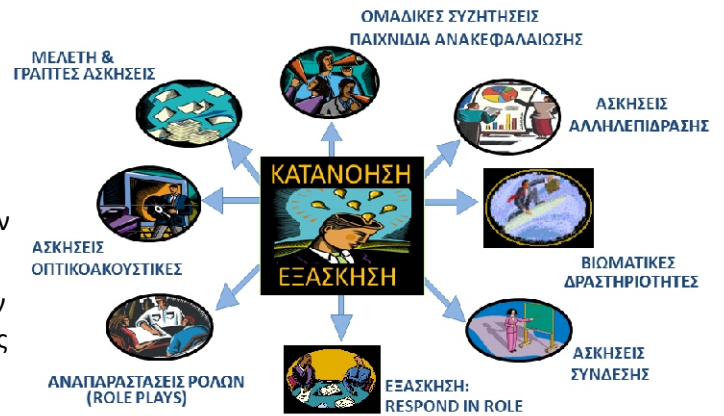 ΟΜΑΔΙΚΕΣ ΣΥΖΗΤΗΣΕΙΣ
ΠΑΙΧΝΙΔΙΑ ΑΝΑΚΕΦΑΛΑΙΩΣΗΣ
ΜΕΛΕΤΗ &
ΓΡΑΠΤΕΣ ΑΣΚΗΣΕΙΣ
ΑΣΚΗΣΕΙΣ
ΑΛΛΗΛΕΠΙΔΡΑΣΗΣ
ΚΑΤΑΝΟΗΣΗ
ΕΞΑΣΚΗΣΗ
ΑΣΚΗΣΕΙΣ
ΟΠΤΙΚΟΑΚΟΥΣΤΙΚΕΣ
ΒΙΩΜΑΤΙΚΕΣ
ΔΡΑΣΤΗΡΙΟΤΗΤΕΣ
ΑΣΚΗΣΕΙΣ
ΣΥΝΔΕΣΗΣ
ΑΝΑΠΑΡΑΣΤΑΣΕΙΣ ΡΟΛΩΝ
(ROLE PLAYS)
ΕΞΑΣΚΗΣΗ:
RESPOND IN ROLE